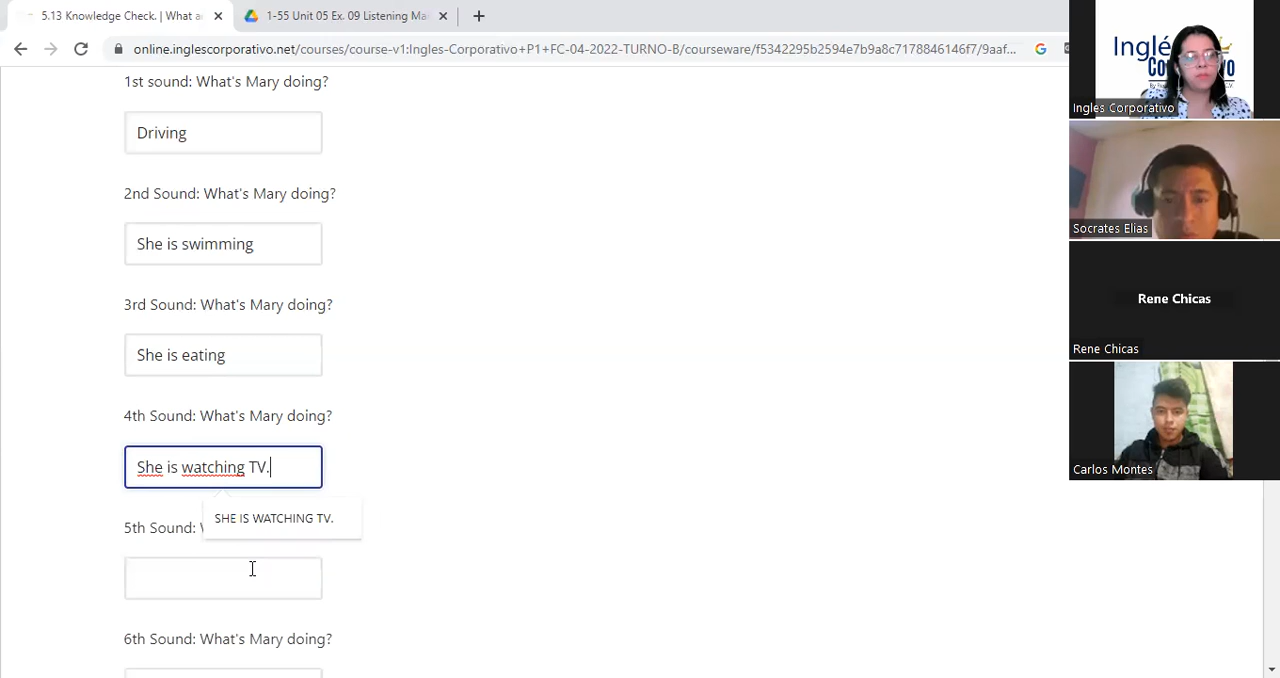 5.13 Knowledge Check. | What a
1-55 Unit 05 Ex. 09 Listening Ma
online.inglescorporativo.net/courses/course-v1:Ingles-Corporativo+P1+FC-04-2022-TURNO-B/courseware/f5342295b2594e7b9a8c7178846146f7/9aaf...
1st sound: What's Mary doing?
Driving
2nd Sound: What's Mary doing?
She is swimming
3rd Sound: What's Mary doing?
She is eating
4th Sound: What's Mary doing?
She is watching TV.
SHE IS WATCHING TV.
5th Sound:
6th Sound: What's Mary doing?
Ingles Corporativo
Socrates Elias
Rene Chicas
Rene Chicas
Carlos Montes